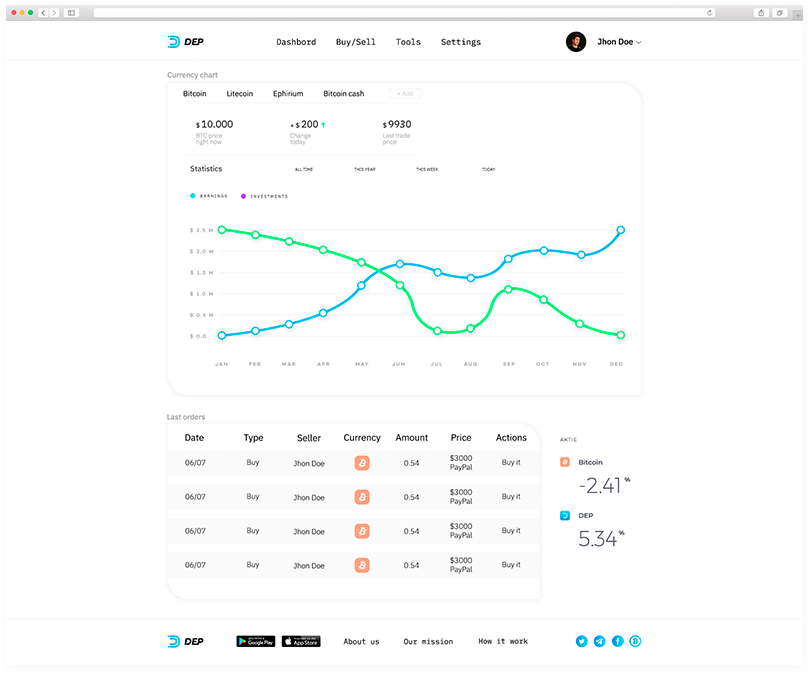 DEP
Dashbord Buy/Sell Tools Settings
Jhon Doe
Currency chart
Bitcoin Litecoin Ephirium Bitcoin cash + Add
$ 10.000 + $ 200 $ 9930
BTC price Change Last trade
right now today price
Statistics ALL TIME THIS YEAR THIS WEEK TODAY
EARNINGS INVESTMENTS
$ 2.5 M
$ 2.0 M
$ 1.5 M
$ 1.0 M
$ 0.5 M
$ 0.0
JAN FEB MAR APR MAY JUN JUL AUG SEP OCT NOV DEC
Last orders
Date Type Seller Currency Amount Price Actions
06/07 Buy Jhon Doe 0.54 $3000 PayPal Buy it
06/07 Buy Jhon Doe 0.54 $3000 PayPal Buy it
06/07 Buy Jhon Doe 0.54 $3000 PayPal Buy it
06/07 Buy Jhon Doe 0.54 $3000 PayPal Buy it
AKTIE
Bitcoin
-2.41 %
DEP
5.34 %
DEP
Google Play
App Store
About us Our mission How it work